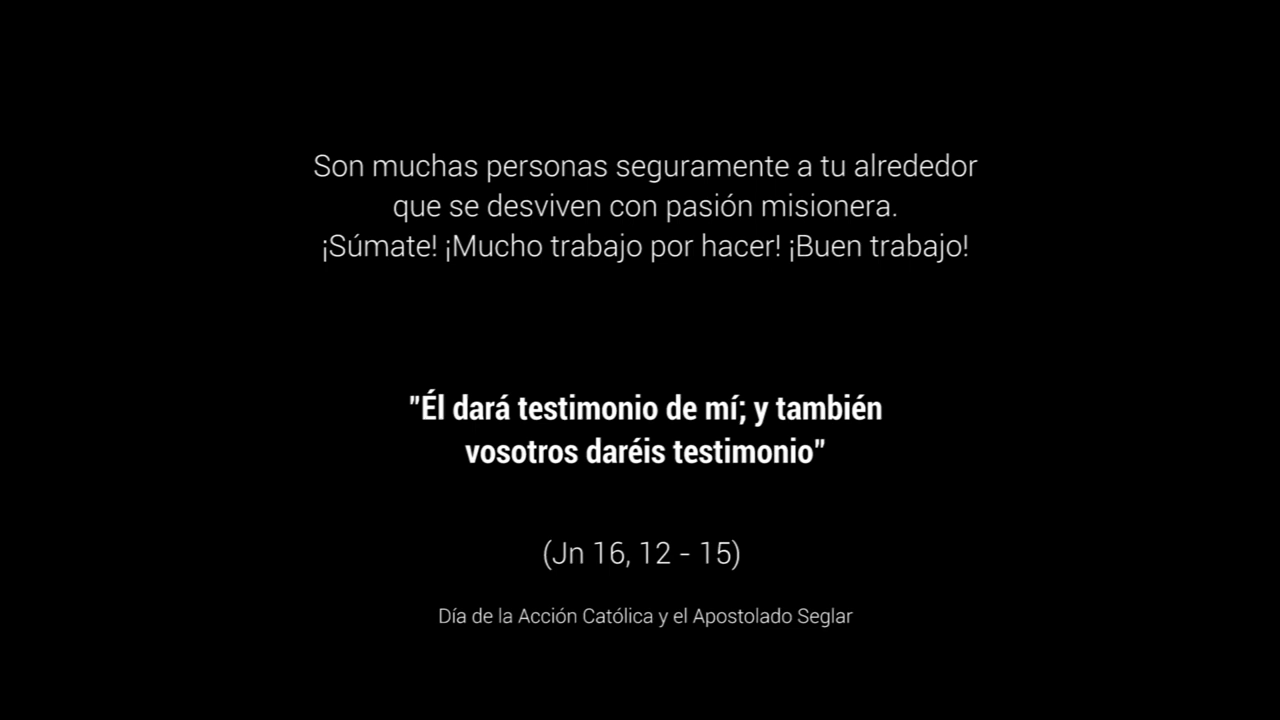 Son muchas personas seguramente a tu alrededor
que se desviven con pasión misionera.
¡Súmate! ¡Mucho trabajo por hacer! ¡Buen trabajo!
"Él dará testimonio de mí; y también
vosotros daréis testimonio"
(Jn 16, 12 - 15)
Día de la Acción Católica y el Apostolado Seglar